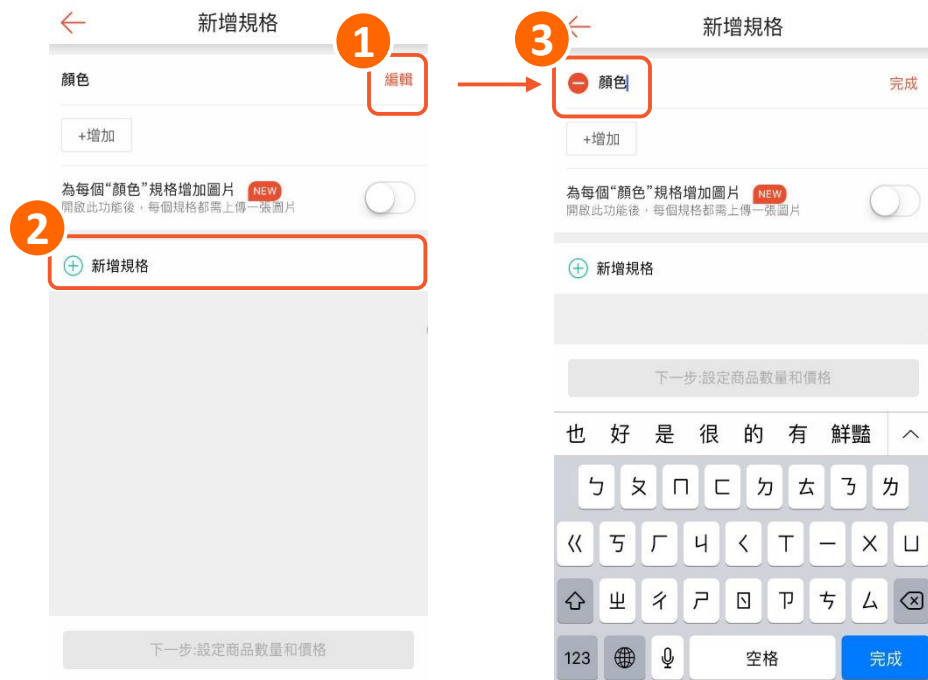 新增規格
1
顏色
編輯
+增加
為每個“顏色”規格增加圖片 NEW
開啟此功能後，每個規格都需上傳一張圖片
2
新增規格
下一步:設定商品數量和價格
3
新增規格
顏色
完成
+增加
為每個“顏色”規格增加圖片 NEW
開啟此功能後，每個規格都需上傳一張圖片
新增規格
下一步:設定商品數量和價格
也 好 是 很 的 有 鮮豔
ㄅ ㄆ ㄇ ㄈ ㄉ ㄊ ㄋ ㄌ
ㄍ ㄎ ㄏ ㄐ ㄑ ㄒ ㄧ ㄨ ㄩ
ㄓ ㄔ ㄕ ㄖ ㄗ ㄘ ㄙ
123 空格 完成